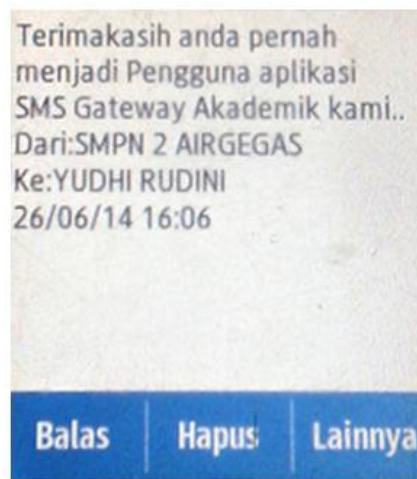 Terimakasih anda pernah
menjadi Pengguna aplikasi
SMS Gateway Akademik kami..
Dari:SMPN 2 AIRGEGAS
Ke:YUDHI RUDINI
26/06/14 16:06
Balas Hapus Lainnya